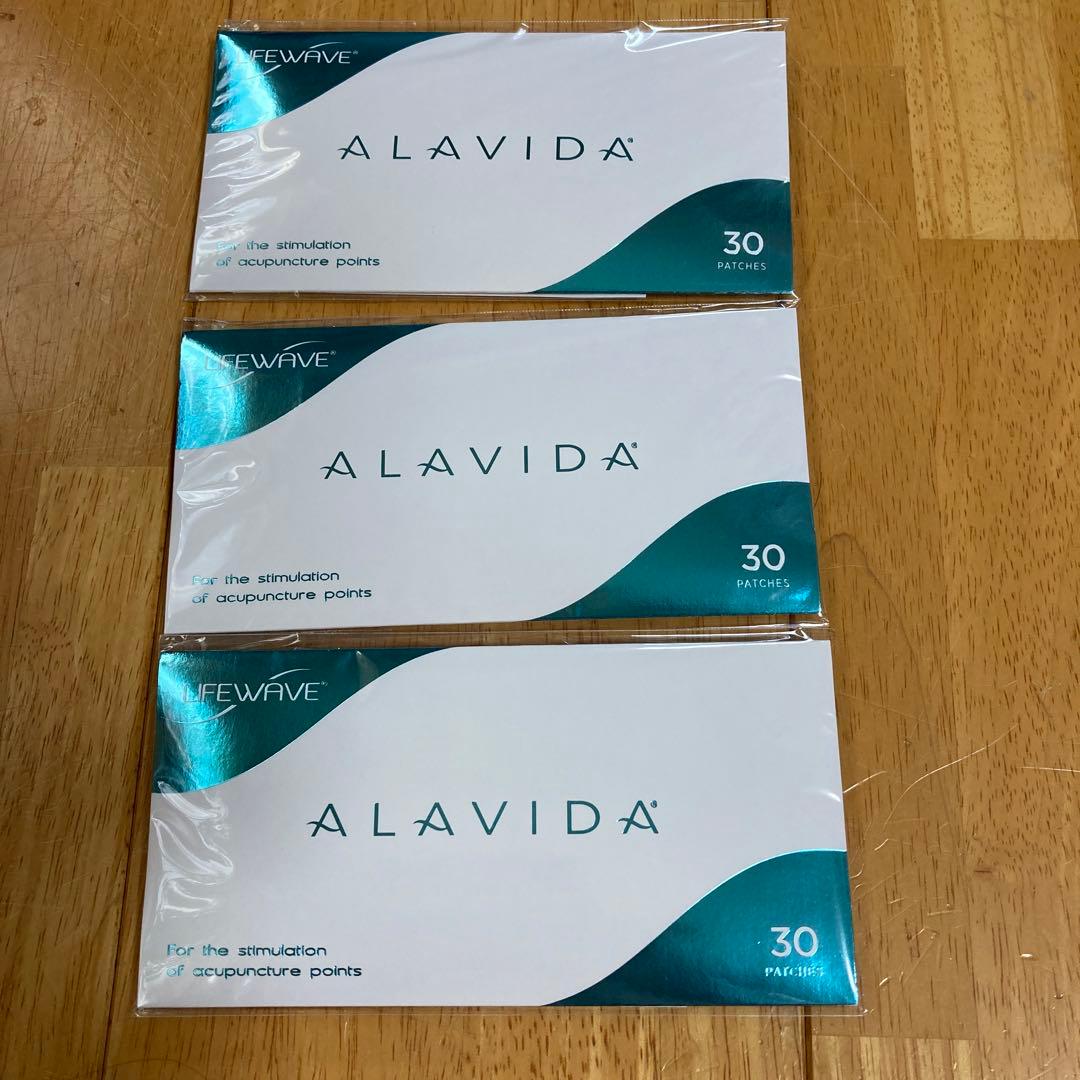 LIFEWAVE®
ALAVIDA®
For the stimulation
of acupuncture points
30
PATCHES
LIFEWAVE®
ALAVIDA®
For the stimulation
of acupuncture points
30
PATCHES
LIFEWAVE®
ALAVIDA®
For the stimulation
of acupuncture points
30
PATCHES